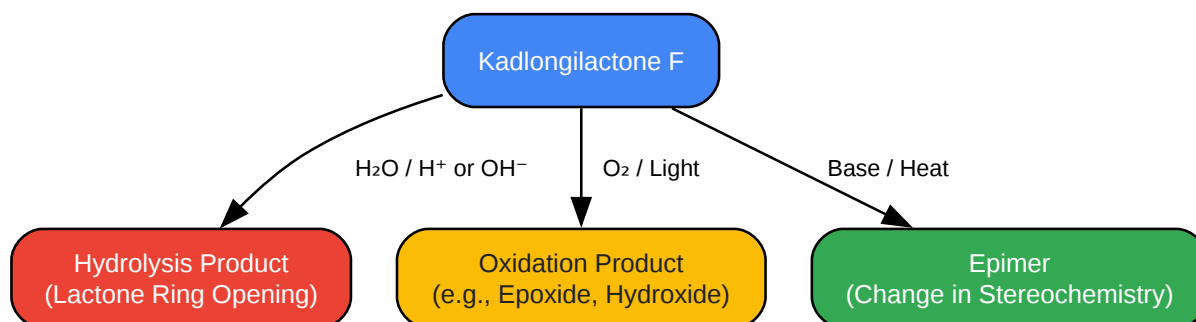 Kadlongilactone F
H₂O / H⁺ or OH⁻
O₂ / Light
Base / Heat
Hydrolysis Product
(Lactone Ring Opening)
Oxidation Product
(e.g., Epoxide, Hydroxide)
Epimer
(Change in Stereochemistry)